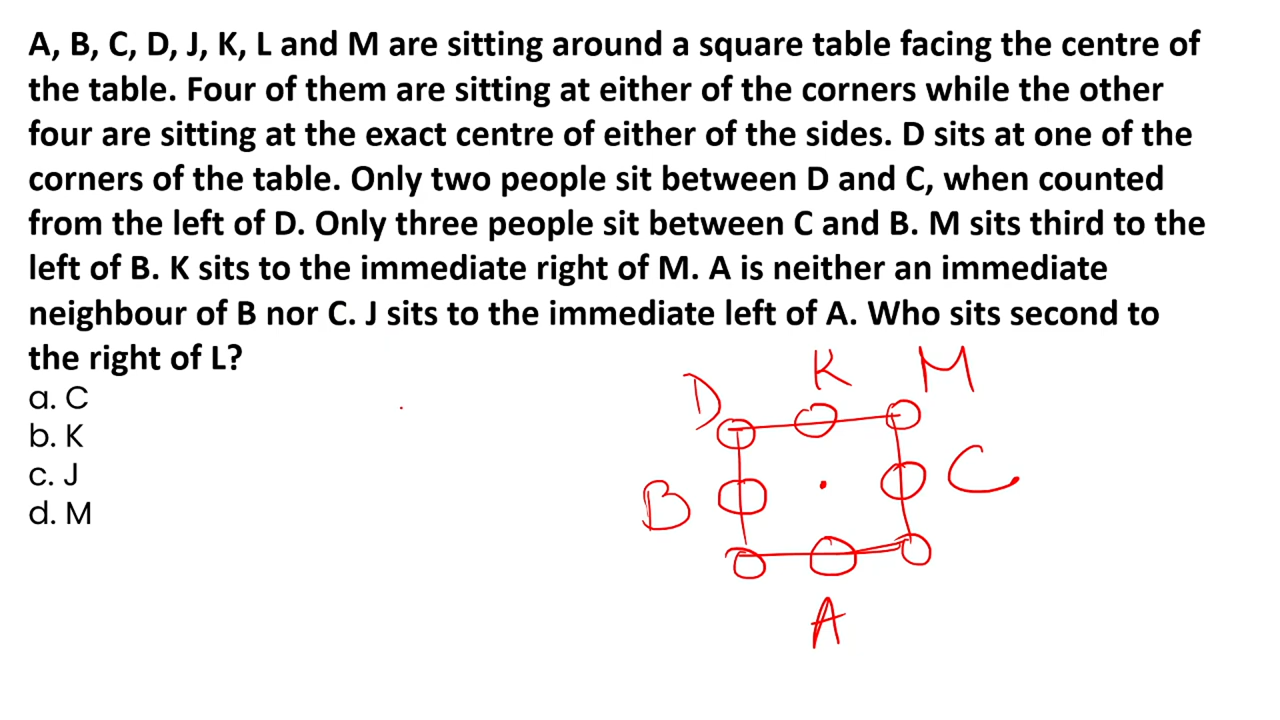 A, B, C, D, J, K, L and M are sitting around a square table facing the centre of
the table. Four of them are sitting at either of the corners while the other
four are sitting at the exact centre of either of the sides. D sits at one of the
corners of the table. Only two people sit between D and C, when counted
from the left of D. Only three people sit between C and B. M sits third to the
left of B. K sits to the immediate right of M. A is neither an immediate
neighbour of B nor C. J sits to the immediate left of A. Who sits second to
the right of L?
a. C
b. K
c. J
d. M
D K M
B C
A